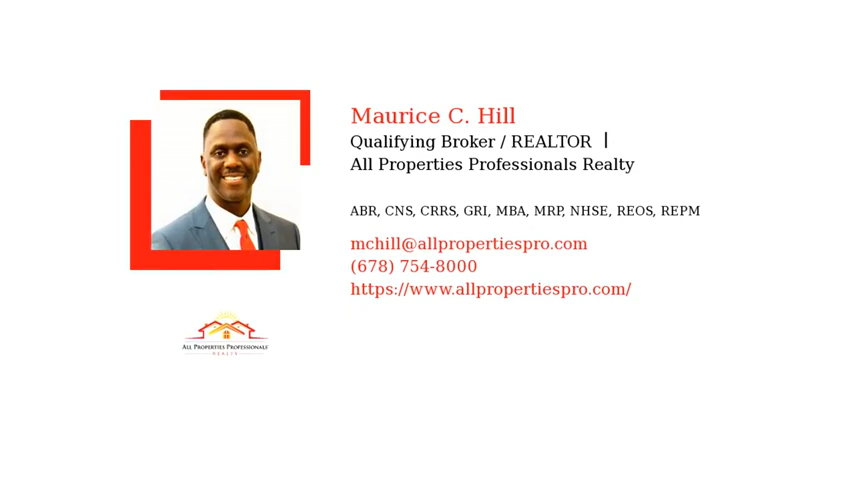 Maurice C. Hill
Qualifying Broker / REALTOR |
All Properties Professionals Realty
ABR, CNS, CRRS, GRI, MBA, MRP, NHSE, REOS, REPM
mchill@allpropertiespro.com
(678) 754-8000
https://www.allpropertiespro.com/
All Properties Professionals
REALTY